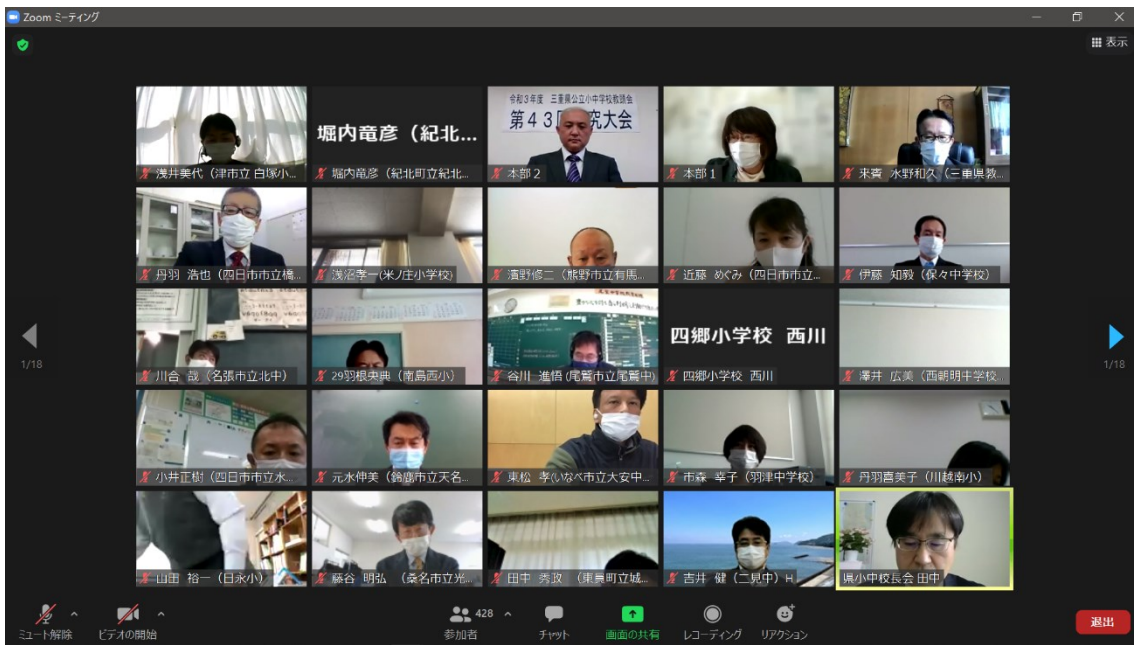 Zoom ミーティング
表示
令和3年度 三重県公立小中学校教頭会
第43回 究大会
浅井美代（津市立 白塚小...
堀内竜彦（紀北...
堀内竜彦（紀北町立紀北...
本部2
本部1
来賓 水野和久（三重県教...
丹羽 浩也（四日市市立橋...
浅沼孝一(米ノ庄小学校)
濵野修二（熊野市立有馬...
近藤 めぐみ（四日市市立...
伊藤 知毅（保々中学校）
1/18
川合 哉（名張市立北中）
29羽根央典（南島西小）
谷川 進悟(尾鷲市立尾鷲中)
四郷小学校 西川
四郷小学校 西川
澤井 広美（西朝明中学校...
1/18
小井正樹（四日市市立水...
元水伸美（鈴鹿市立天名...
東松 孝(いなべ市立大安中...
市森 幸子（羽津中学校）
丹羽喜美子（川越南小）
山田 裕一（日永小）
藤谷 明弘 （桑名市立光...
田中 秀政 （東員町立城...
吉井 健（二見中）H
県小中校長会 田中
ミュート解除
ビデオの開始
428
参加者
チャット
画面の共有
レコーディング
リアクション
退出